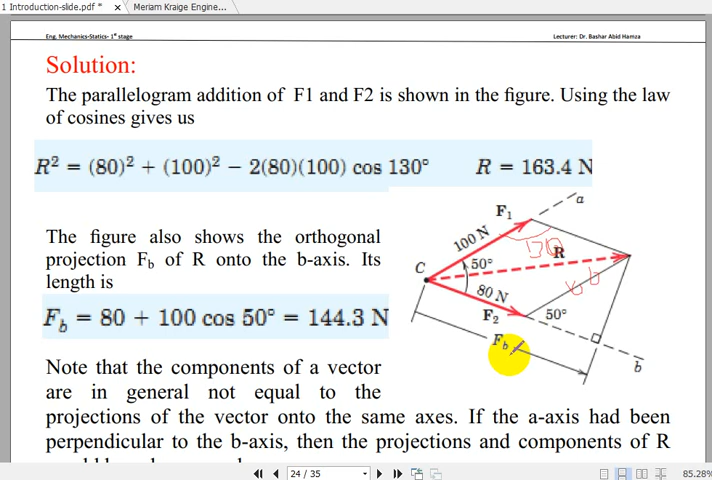 1 Introduction-slide.pdf * × Meriam Kraige Engine...
Eng. Mechanics-Statics- 1st stage
Lecturer: Dr. Bashar Abid Hamza
Solution:
The parallelogram addition of F1 and F2 is shown in the figure. Using the law
of cosines gives us
R² = (80)² + (100)² − 2(80)(100) cos 130° R = 163.4 N
The figure also shows the orthogonal
projection Fb of R onto the b-axis. Its
length is
Fb = 80 + 100 cos 50° = 144.3 N
Note that the components of a vector
are in general not equal to the
projections of the vector onto the same axes. If the a-axis had been
perpendicular to the b-axis, then the projections and components of R
a
F1
100 N
130
R
C
50°
80 N
F2
50°
Fb
b
24 / 35
85.28%